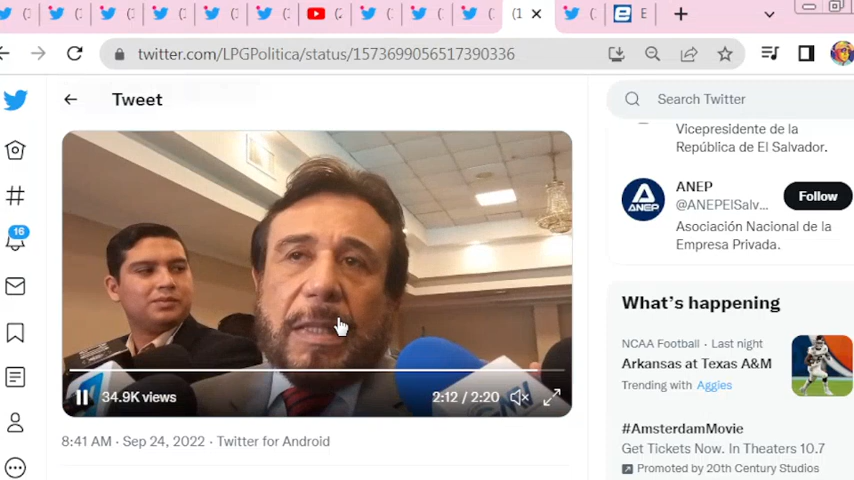 twitter.com/LPGPolitica/status/1573699056517390336
Tweet
Search Twitter
Vicepresidente de la
República de El Salvador.
ANEP
@ANEPElSalv...
Follow
Asociación Nacional de la
Empresa Privada.
16
34.9K views
2:12 / 2:20
8:41 AM · Sep 24, 2022 · Twitter for Android
What's happening
NCAA Football · Last night
Arkansas at Texas A&M
Trending with Aggies
#AmsterdamMovie
Get Tickets Now. In Theaters 10.7
Promoted by 20th Century Studios